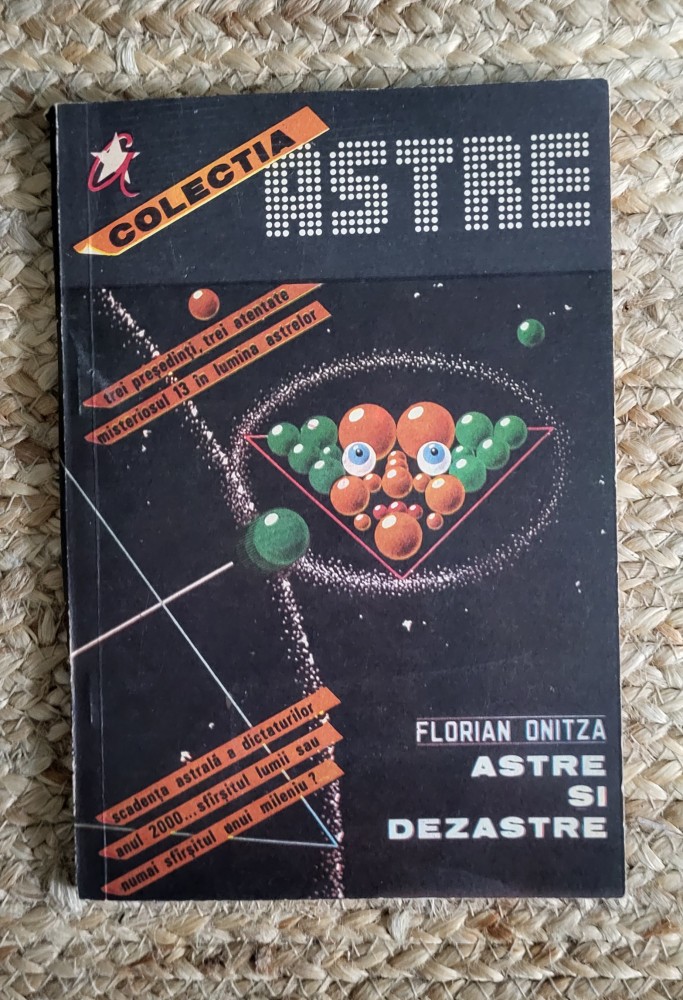 COLECTIA
ASTRE
trei președinți, trei atentate
misteriosul 13 în lumina astrelor
scadența astrală a dictaturilor
anul 2000... sfîrșitul lumii sau
numai sfîrșitul unui mileniu?
FLORIAN ONITZA
ASTRE
SI
DEZASTRE